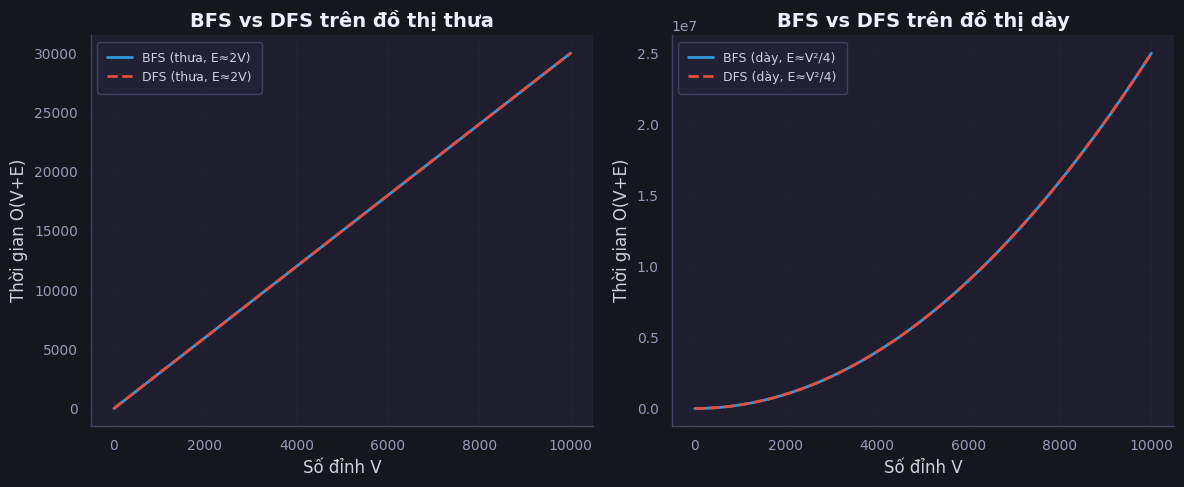 BFS vs DFS trên đồ thị thưa
BFS (thưa, E≈2V)
DFS (thưa, E≈2V)
Thời gian O(V+E)
30000
25000
20000
15000
10000
5000
0
0 2000 4000 6000 8000 10000
Số đỉnh V
BFS vs DFS trên đồ thị dày
1e7
BFS (dày, E≈V²/4)
DFS (dày, E≈V²/4)
Thời gian O(V+E)
2.5
2.0
1.5
1.0
0.5
0.0
0 2000 4000 6000 8000 10000
Số đỉnh V